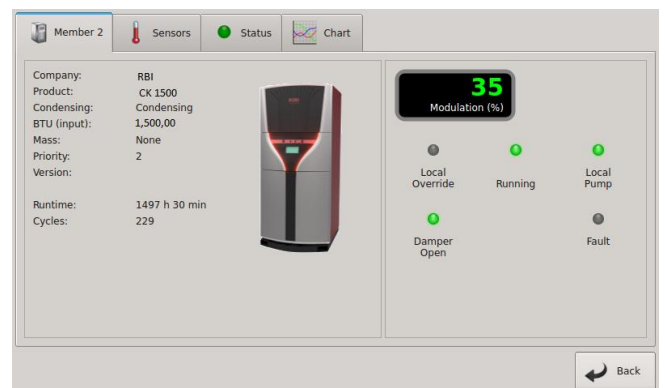 Member 2
Sensors
Status
Chart
Company: RBI
Product: CK 1500
Condensing: Condensing
BTU (input): 1,500,00
Mass: None
Priority: 2
Version:
Runtime: 1497 h 30 min
Cycles: 229
35
Modulation (%)
Local
Override
Running
Local
Pump
Damper
Open
Fault
Back